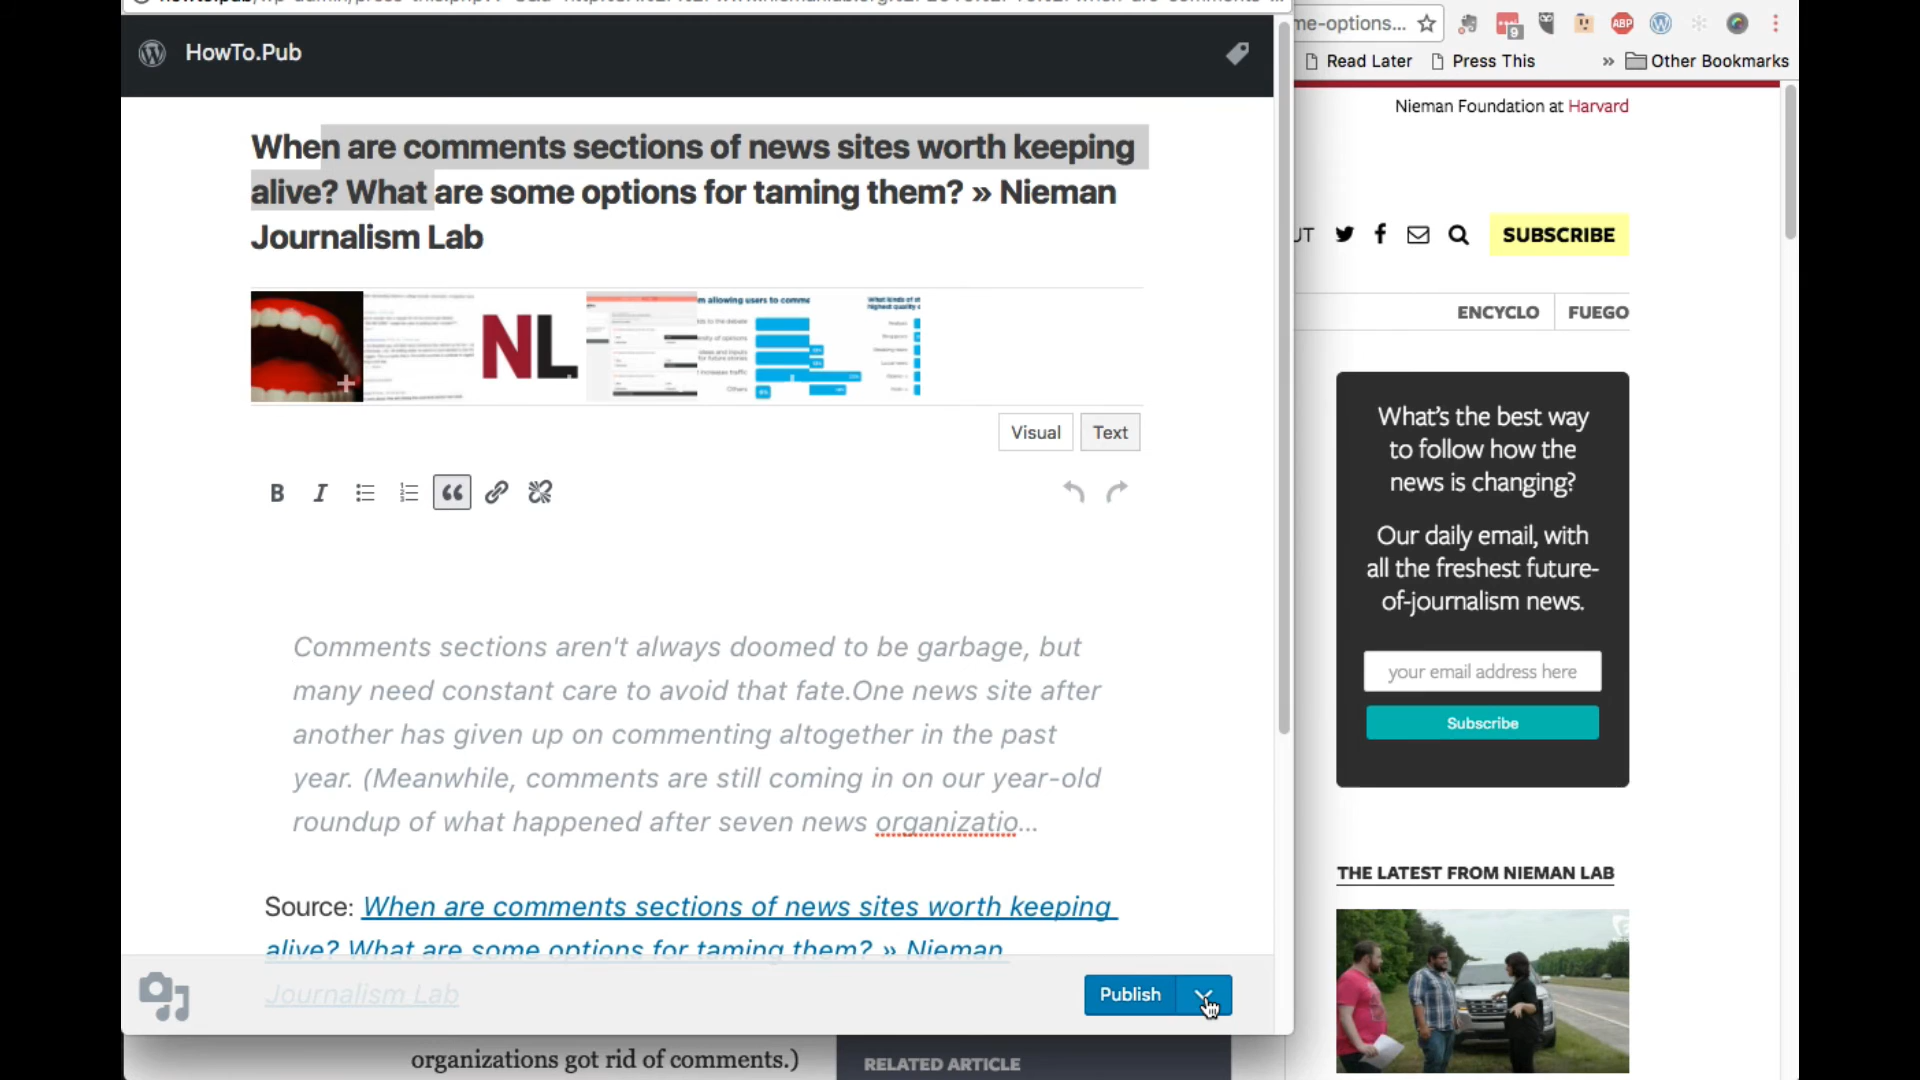 HowTo.Pub
When are comments sections of news sites worth keeping
alive? What are some options for taming them? » Nieman
Journalism Lab
NL
Visual
Text
B
I
Comments sections aren't always doomed to be garbage, but
many need constant care to avoid that fate.One news site after
another has given up on commenting altogether in the past
year. (Meanwhile, comments are still coming in on our year-old
roundup of what happened after seven news organizatio...
Source: When are comments sections of news sites worth keeping
alive? What are some options for taming them? » Nieman
Journalism Lab
Publish
organizations got rid of comments.)
RELATED ARTICLE
me-options...
9
ABP
Read Later
Press This
»
Other Bookmarks
Nieman Foundation at Harvard
UT
SUBSCRIBE
ENCYCLO
FUEGO
What's the best way
to follow how the
news is changing?
Our daily email, with
all the freshest future-
of-journalism news.
your email address here
Subscribe
THE LATEST FROM NIEMAN LAB